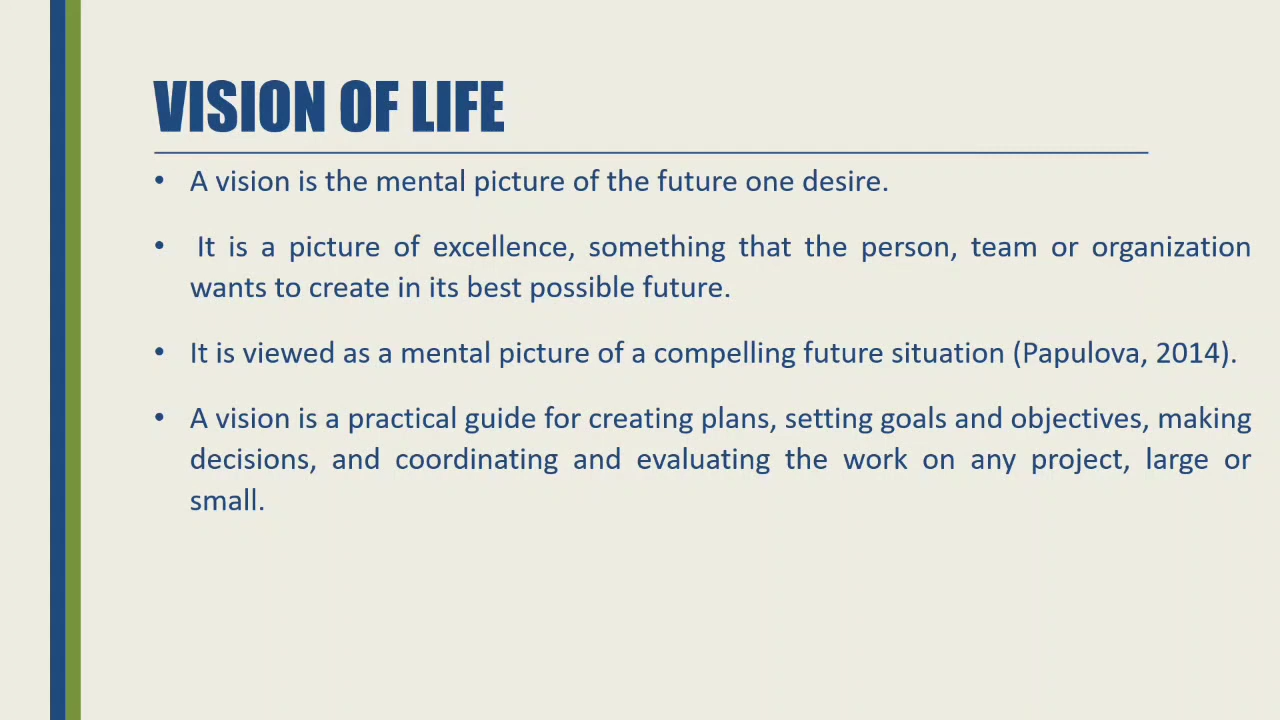 VISION OF LIFE
• A vision is the mental picture of the future one desire.
• It is a picture of excellence, something that the person, team or organization
wants to create in its best possible future.
• It is viewed as a mental picture of a compelling future situation (Papulova, 2014).
• A vision is a practical guide for creating plans, setting goals and objectives, making
decisions, and coordinating and evaluating the work on any project, large or
small.